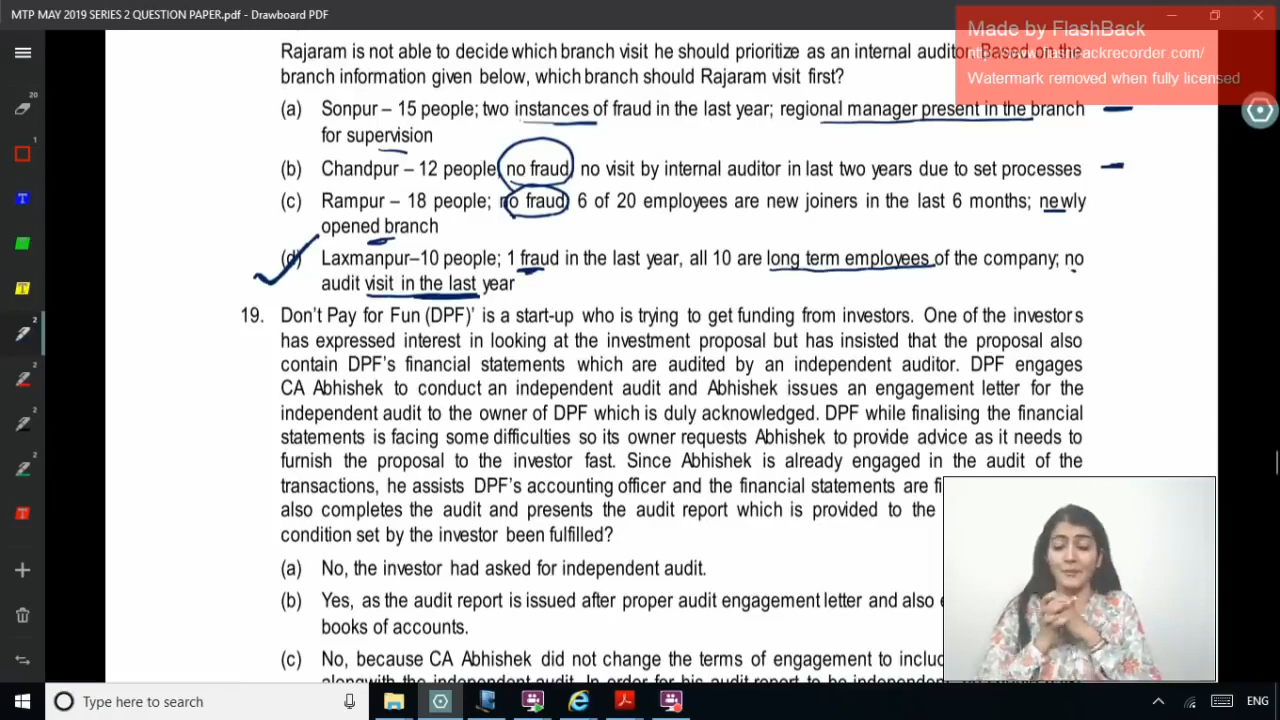 MTP MAY 2019 SERIES 2 QUESTION PAPER.pdf - Drawboard PDF
Made by FlashBack
Watermark removed when fully licensed
Rajaram is not able to decide which branch visit he should prioritize as an internal auditor. Based on the
branch information given below, which branch should Rajaram visit first?
(a) Sonpur – 15 people; two instances of fraud in the last year; regional manager present in the branch
for supervision
(b) Chandpur – 12 people no fraud no visit by internal auditor in last two years due to set processes
(c) Rampur – 18 people; no fraud 6 of 20 employees are new joiners in the last 6 months; newly
opened branch
(d) Laxmanpur–10 people; 1 fraud in the last year, all 10 are long term employees of the company; no
audit visit in the last year
19. Don't Pay for Fun (DPF)' is a start-up who is trying to get funding from investors. One of the investors
has expressed interest in looking at the investment proposal but has insisted that the proposal also
contain DPF's financial statements which are audited by an independent auditor. DPF engages
CA Abhishek to conduct an independent audit and Abhishek issues an engagement letter for the
independent audit to the owner of DPF which is duly acknowledged. DPF while finalising the financial
statements is facing some difficulties so its owner requests Abhishek to provide advice as it needs to
furnish the proposal to the investor fast. Since Abhishek is already engaged in the audit of the
transactions, he assists DPF's accounting officer and the financial statements are fi
also completes the audit and presents the audit report which is provided to the
condition set by the investor been fulfilled?
(a) No, the investor had asked for independent audit.
(b) Yes, as the audit report is issued after proper audit engagement letter and also
books of accounts.
(c) No, because CA Abhishek did not change the terms of engagement to inclu
alongwith the independent audit. In order for his audit report to be independen
Type here to search
ENG